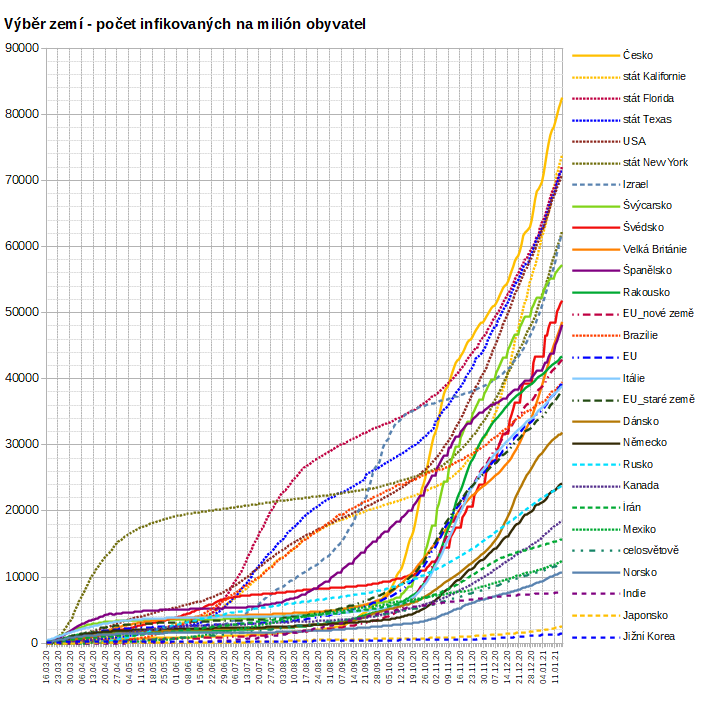 Výběr zemí - počet infikovaných na milión obyvatel
90000
80000
70000
60000
50000
40000
30000
20000
10000
0
16.03.20
23.03.20
30.03.20
06.04.20
13.04.20
20.04.20
27.04.20
04.05.20
11.05.20
18.05.20
25.05.20
01.06.20
08.06.20
15.06.20
22.06.20
29.06.20
06.07.20
13.07.20
20.07.20
27.07.20
03.08.20
10.08.20
17.08.20
24.08.20
31.08.20
07.09.20
14.09.20
21.09.20
28.09.20
05.10.20
12.10.20
19.10.20
26.10.20
02.11.20
09.11.20
16.11.20
23.11.20
30.11.20
07.12.20
14.12.20
21.12.20
28.12.20
04.01.21
11.01.21
Česko
stát Kalifornie
stát Florida
stát Texas
USA
stát New York
Izrael
Švýcarsko
Švédsko
Velká Británie
Španělsko
Rakousko
EU_nové země
Brazílie
EU
Itálie
EU_staré země
Dánsko
Německo
Rusko
Kanada
Irán
Mexiko
celosvětově
Norsko
Indie
Japonsko
Jižní Korea